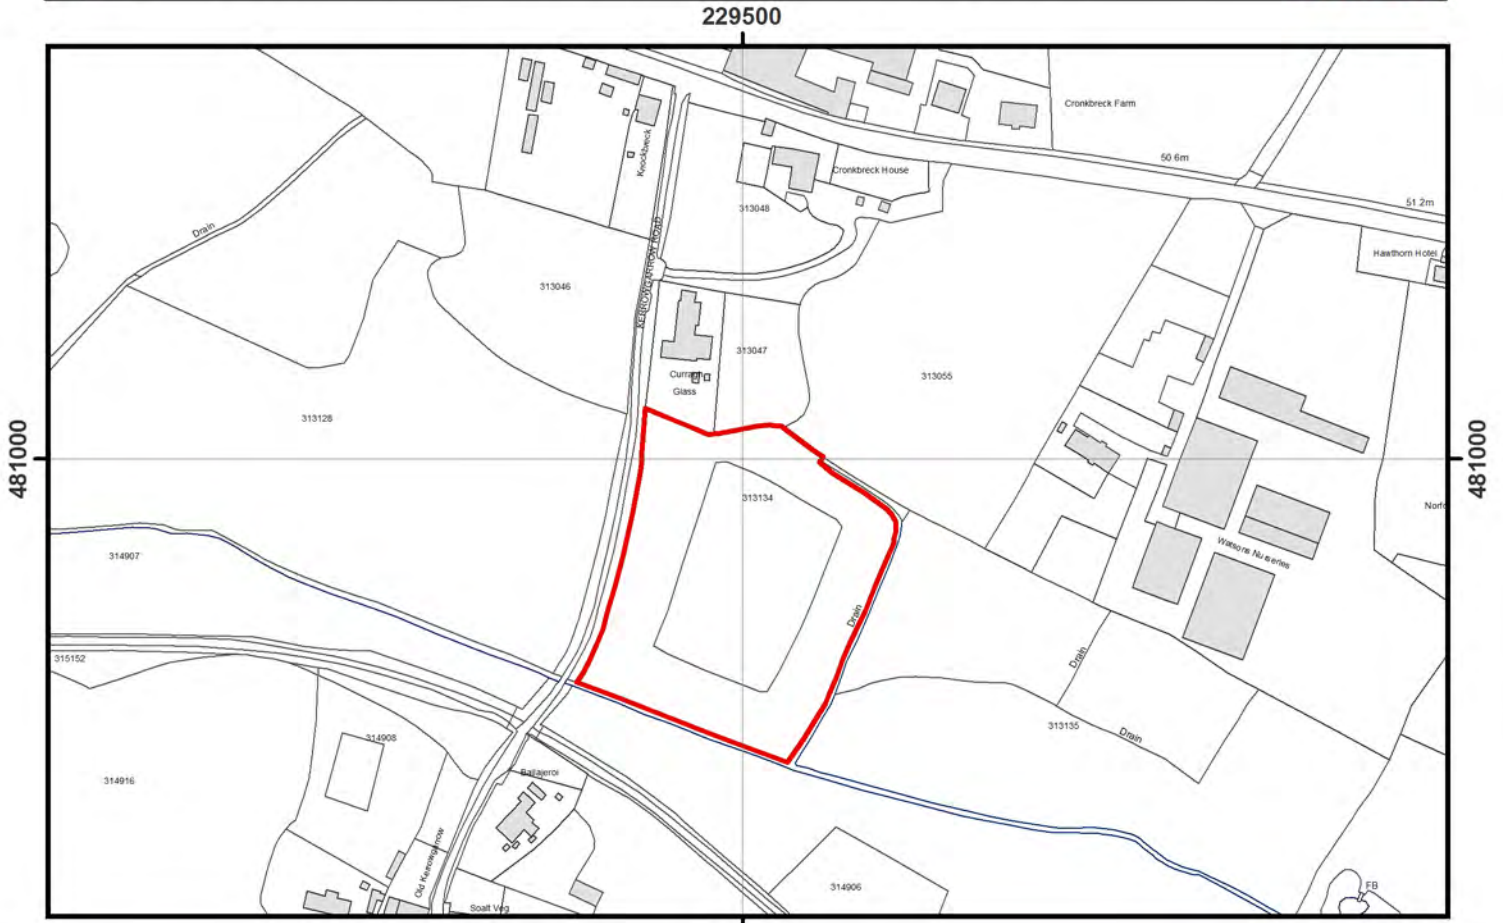 229500
Cronkbreck Farm
Knockbreck
50.6m
Cronkbreck House
51.2m
313048
Drain
Hawthorn Hotel
KERROWGARRON ROAD
313046
313047
313055
Curragh
Glass
313128
481000
481000
313134
Norfo
Watsons Nurseries
314907
Drain
Drain
315152
313135
Drain
314908
Ballajeroi
314916
Old Kerrowgarrow
314906
FB
Soalt Veg